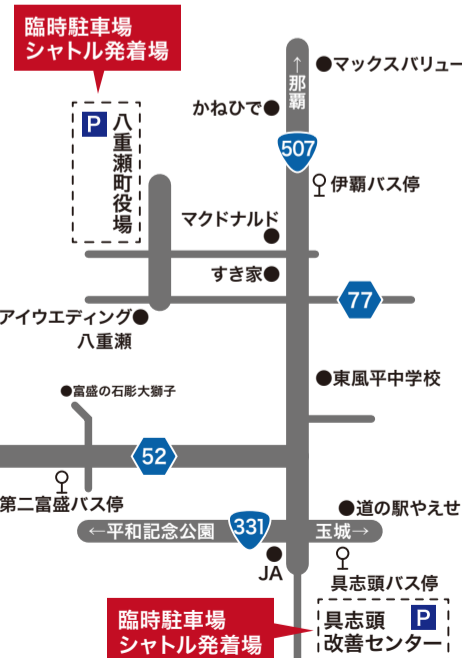 臨時駐車場
シャトル発着場
P
八重瀬町役場
↑那覇
マックスバリュー
かねひで
507
伊覇バス停
マクドナルド
すき家
77
アイウエディング
八重瀬
東風平中学校
富盛の石彫大獅子
52
第二富盛バス停
道の駅やえせ
←平和記念公園
331
玉城→
JA
具志頭バス停
臨時駐車場
シャトル発着場
具志頭
改善センター
P